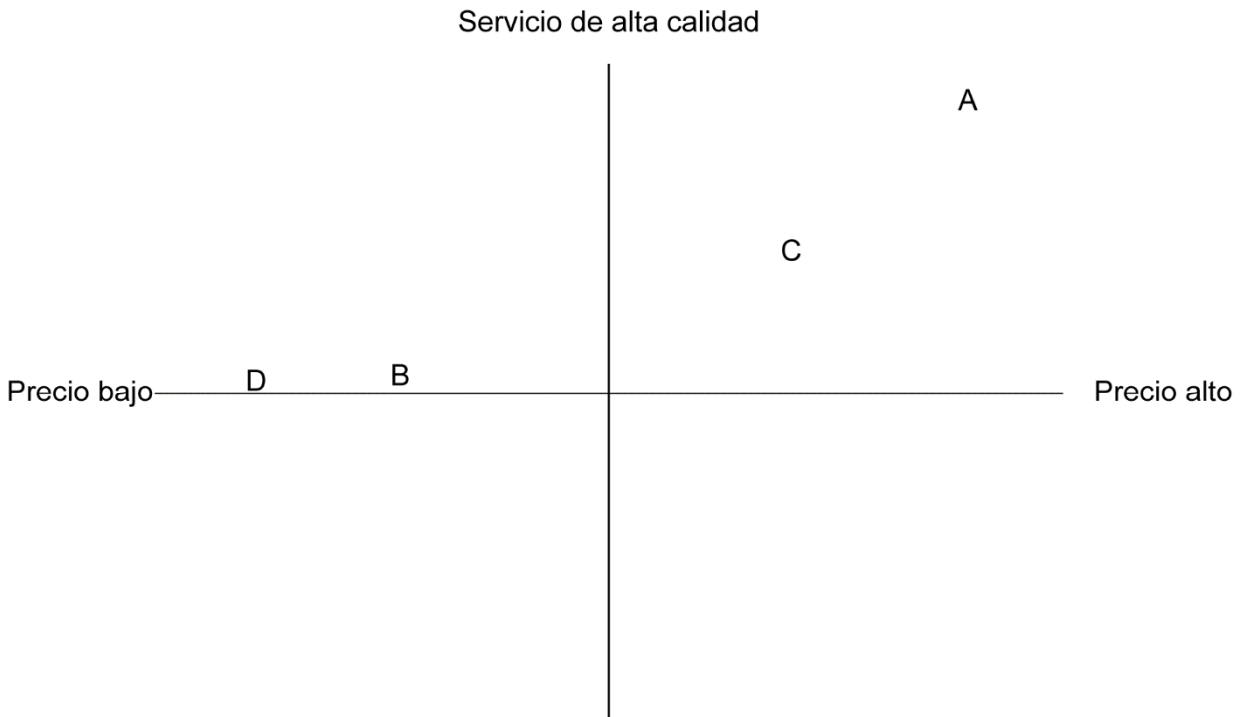 Servicio de alta calidad
A
C
D B
Precio bajo Precio alto